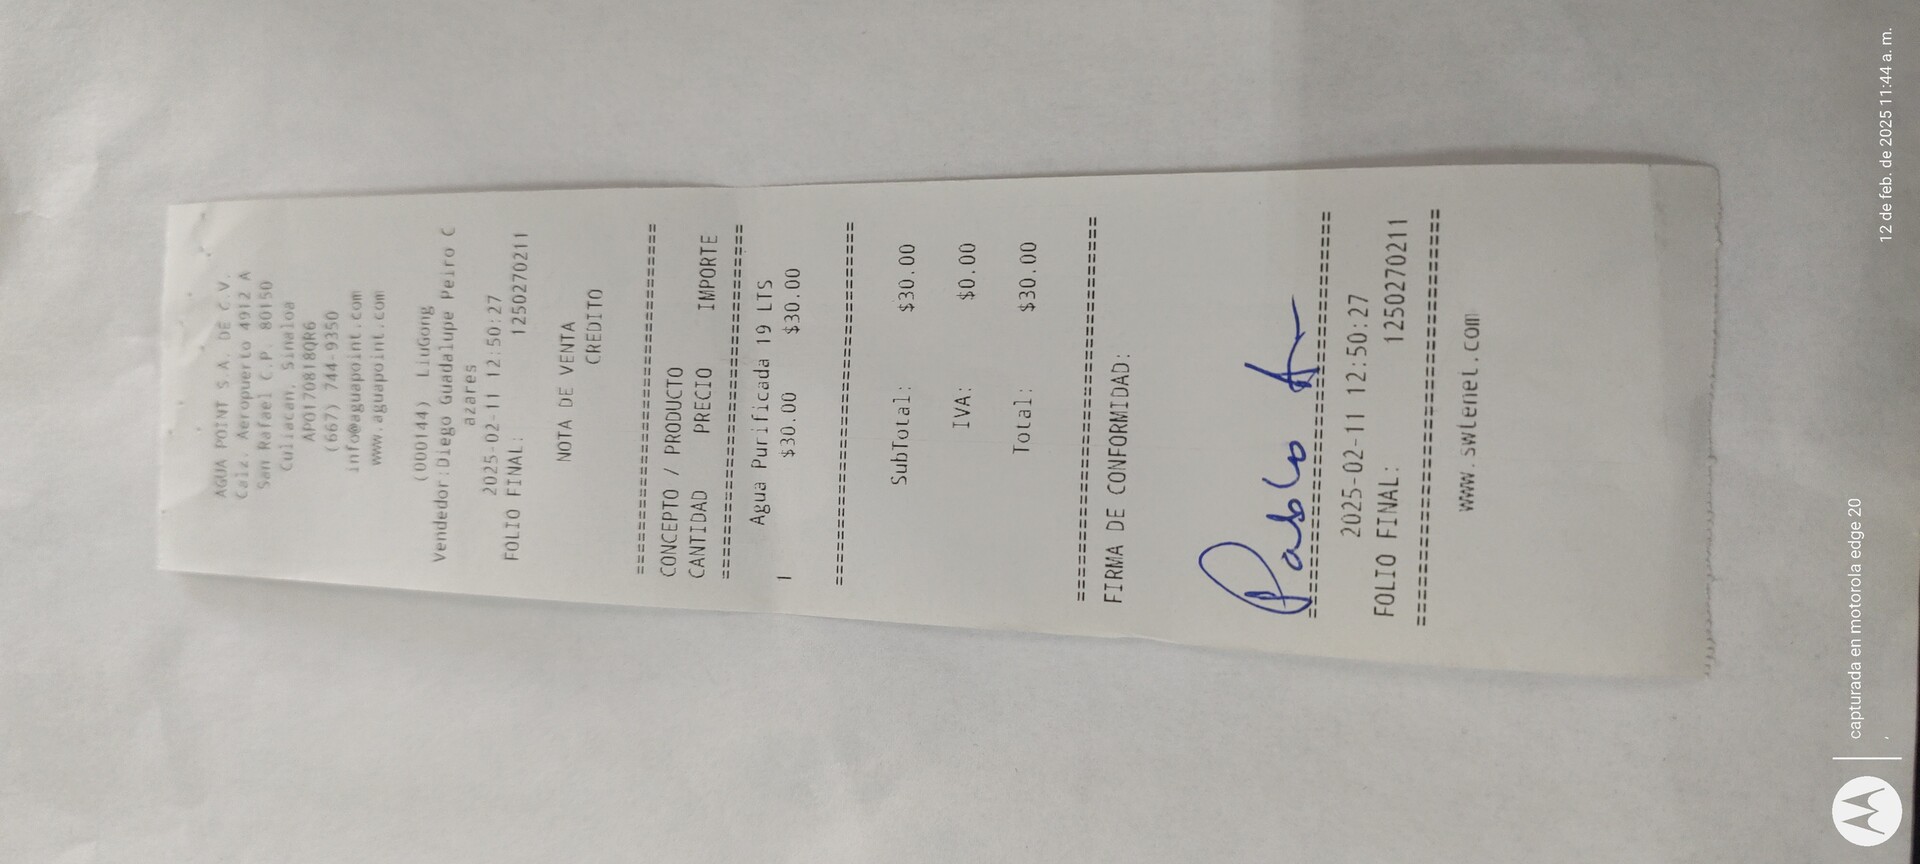 AGUA POINT S.A. DE C.V.
Calz. Aeropuerto 4912 A
San Rafael C.P. 80150
Culiacan, Sinaloa
APO170818QR6
(667) 744-9350
info@aguapoint.com
www.aguapoint.com
(000144) LiuGong
Vendedor:Diego Guadalupe Peiro C
azares
2025-02-11 12:50:27
FOLIO FINAL: 1250270211
NOTA DE VENTA
CREDITO
================================
CONCEPTO / PRODUCTO
CANTIDAD PRECIO IMPORTE
================================
Agua Purificada 19 LTS
1 $30.00 $30.00
================================
SubTotal: $30.00
IVA: $0.00
Total: $30.00
================================
FIRMA DE CONFORMIDAD:
Pablo
================================
2025-02-11 12:50:27
FOLIO FINAL: 1250270211
================================
www.swtenet.com
capturada en motorola edge 20
12 de feb. de 2025 11:44 a. m.